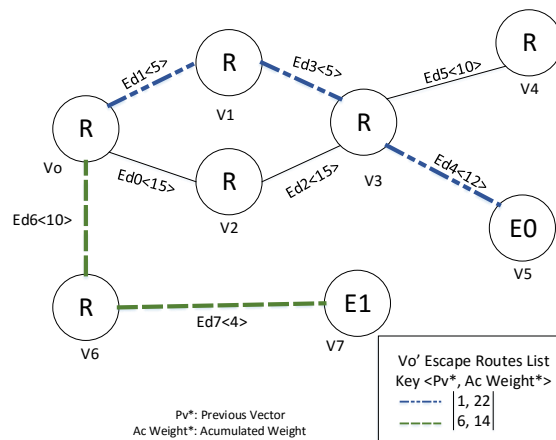 R
V4
Ed5<10>
Ed1<5>
R
V1
Ed3<5>
R
Vo
R
V3
Ed0<15>
R
V2
Ed2<15>
Ed4<12>
E0
V5
Ed6<10>
R
V6
Ed7<4>
E1
V7
Vo’ Escape Routes List
Key <Pv*, Ac Weight*>
1, 22
6, 14
Pv*: Previous Vector
Ac Weight*: Acumulated Weight